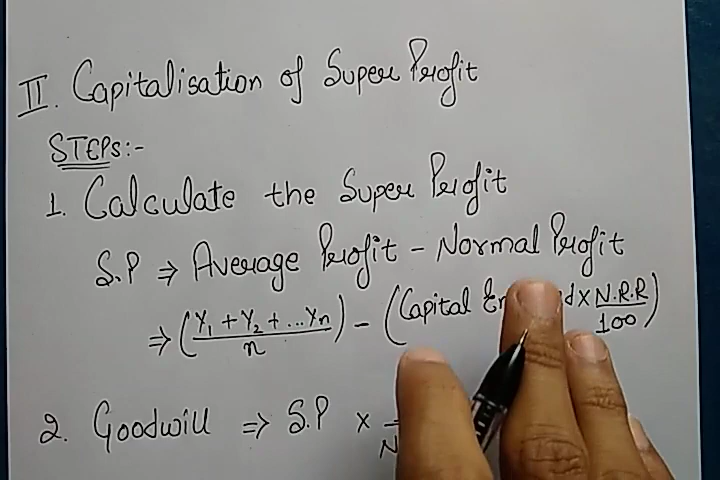 II. Capitalisation of Super Profit
STEPs:-
1. Calculate the Super Profit
S.P ⇒ Average Profit - Normal Profit
⇒ (Y₁ + Y₂ + ... Yn / n) - (Capital × N.R.R / 100)
2. Goodwill ⇒ S.P ×